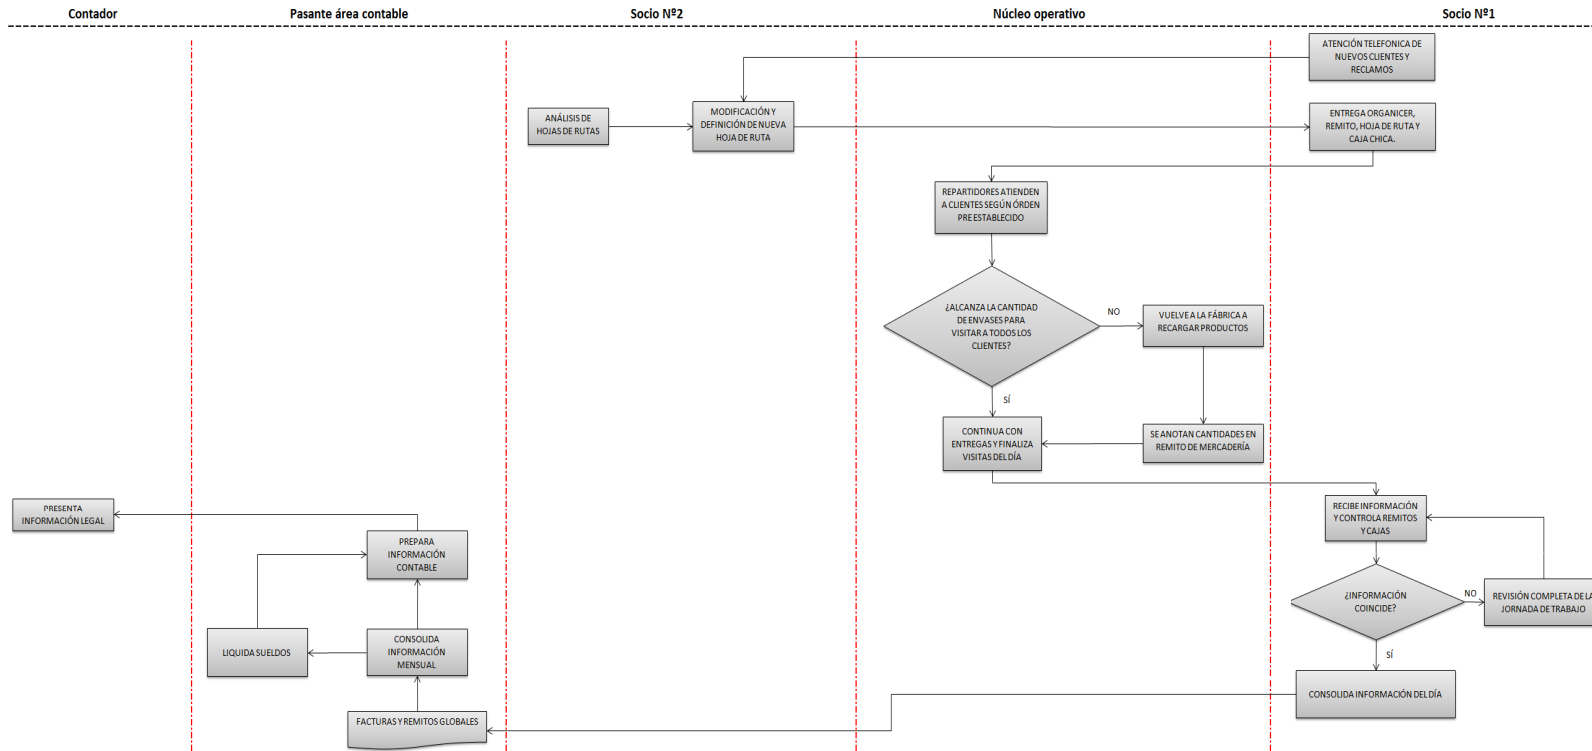 Contador
Pasante área contable
Socio Nº2
Núcleo operativo
Socio Nº1
ATENCIÓN TELEFONICA DE
NUEVOS CLIENTES Y
RECLAMOS
ANÁLISIS DE
HOJAS DE RUTAS
MODIFICACIÓN Y
DEFINICIÓN DE NUEVA
HOJA DE RUTA
ENTREGA ORGANICER,
REMITO, HOJA DE RUTA Y
CAJA CHICA.
REPARTIDORES ATIENDEN
A CLIENTES SEGÚN ÓRDEN
PRE ESTABLECIDO
¿ALCANZA LA CANTIDAD
DE ENVASES PARA
VISITAR A TODOS LOS
CLIENTES?
NO
VUELVE A LA FÁBRICA A
RECARGAR PRODUCTOS
SÍ
CONTINUA CON
ENTREGAS Y FINALIZA
VISITAS DEL DÍA
SE ANOTAN CANTIDADES EN
REMITO DE MERCADERÍA
PRESENTA
INFORMACIÓN LEGAL
RECIBE INFORMACIÓN
Y CONTROLA REMITOS
Y CAJAS
PREPARA
INFORMACIÓN
CONTABLE
¿INFORMACIÓN
COINCIDE?
NO
REVISIÓN COMPLETA DE LA
JORNADA DE TRABAJO
LIQUIDA SUELDOS
CONSOLIDA
INFORMACIÓN
MENSUAL
SÍ
CONSOLIDA INFORMACIÓN DEL DÍA
FACTURAS Y REMITOS GLOBALES